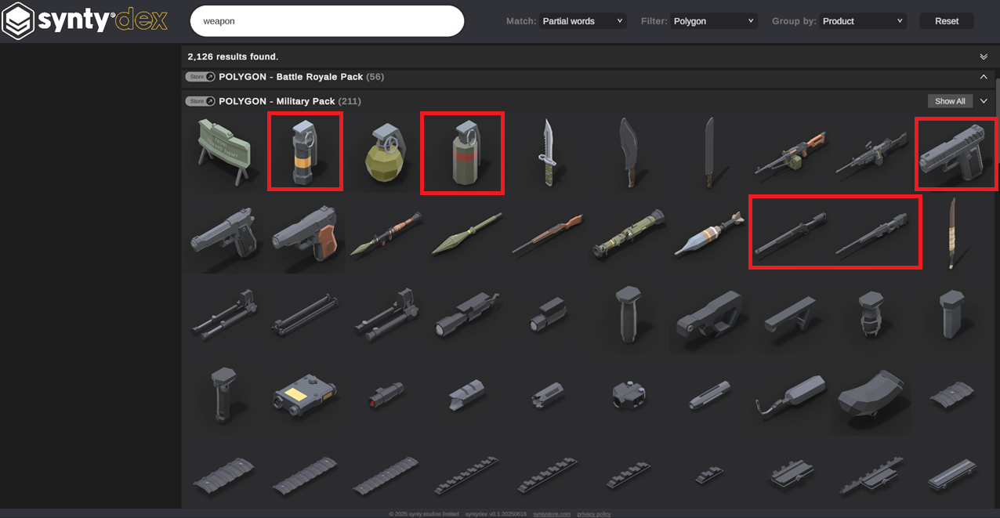 synty dex
weapon
Match: Partial words
Filter: Polygon
Group by: Product
Reset
2,126 results found.
Store POLYGON - Battle Royale Pack (56)
Store POLYGON - Military Pack (211)
Show All
© 2025 synty studios limited syntydex v0.1.20250616 syntystore.com privacy policy